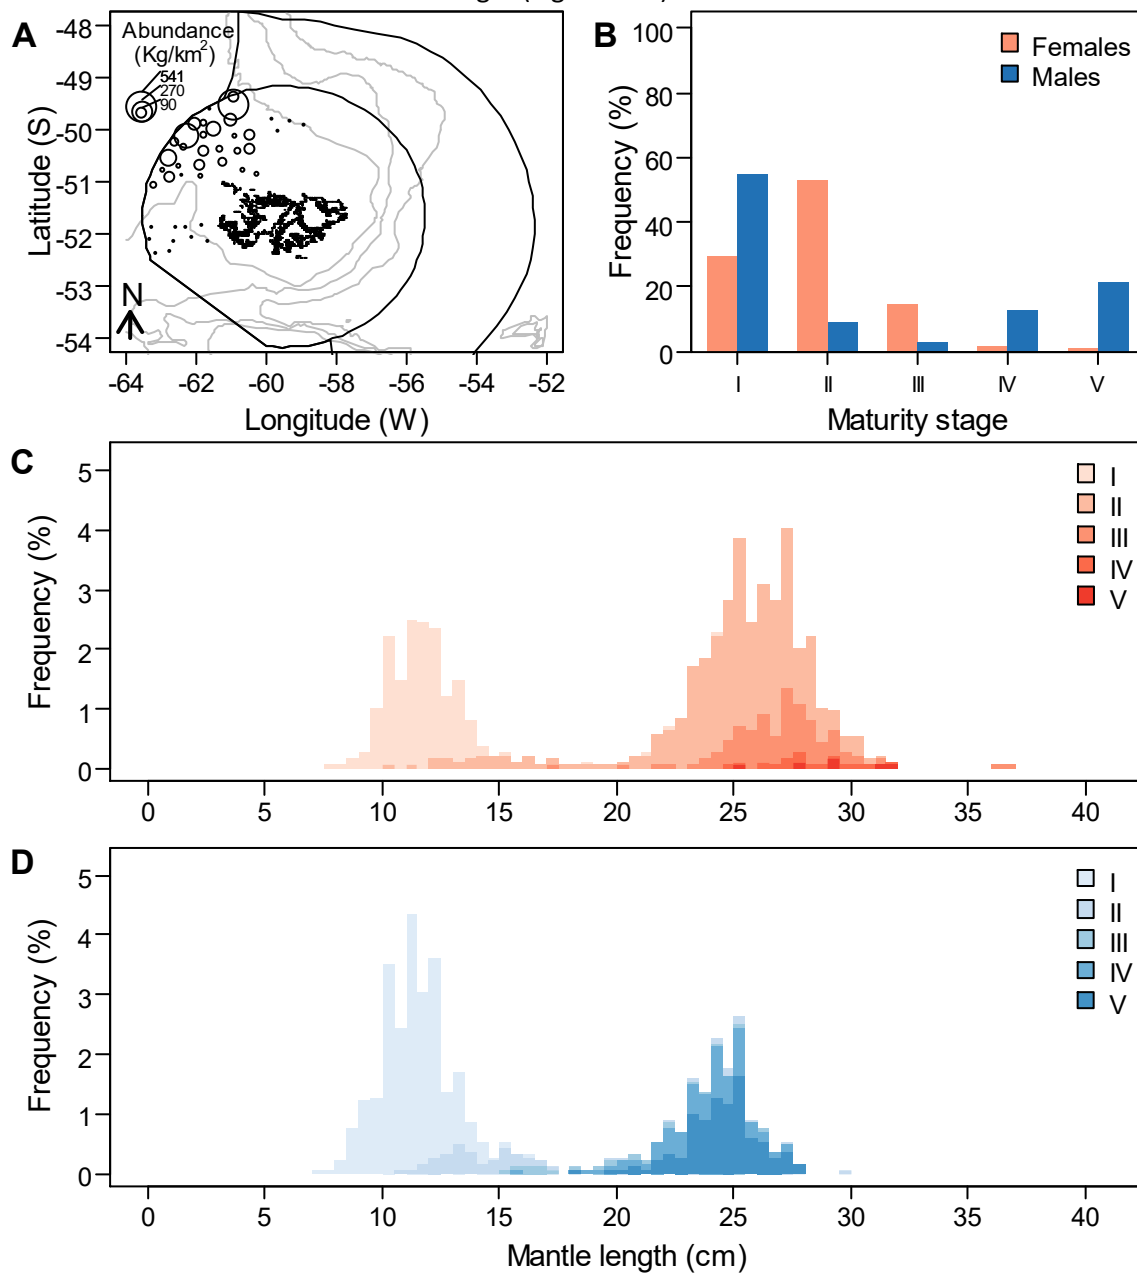 A
Abundance
(Kg/km²)
541
270
90
N
-48
-49
-50
-51
-52
-53
-54
Latitude (S)
-64 -62 -60 -58 -56 -54 -52
Longitude (W)
B
Females
Males
100
80
60
40
20
0
Frequency (%)
I II III IV V
Maturity stage
C
I
II
III
IV
V
5
4
3
2
1
0
Frequency (%)
0 5 10 15 20 25 30 35 40
D
I
II
III
IV
V
5
4
3
2
1
0
Frequency (%)
0 5 10 15 20 25 30 35 40
Mantle length (cm)